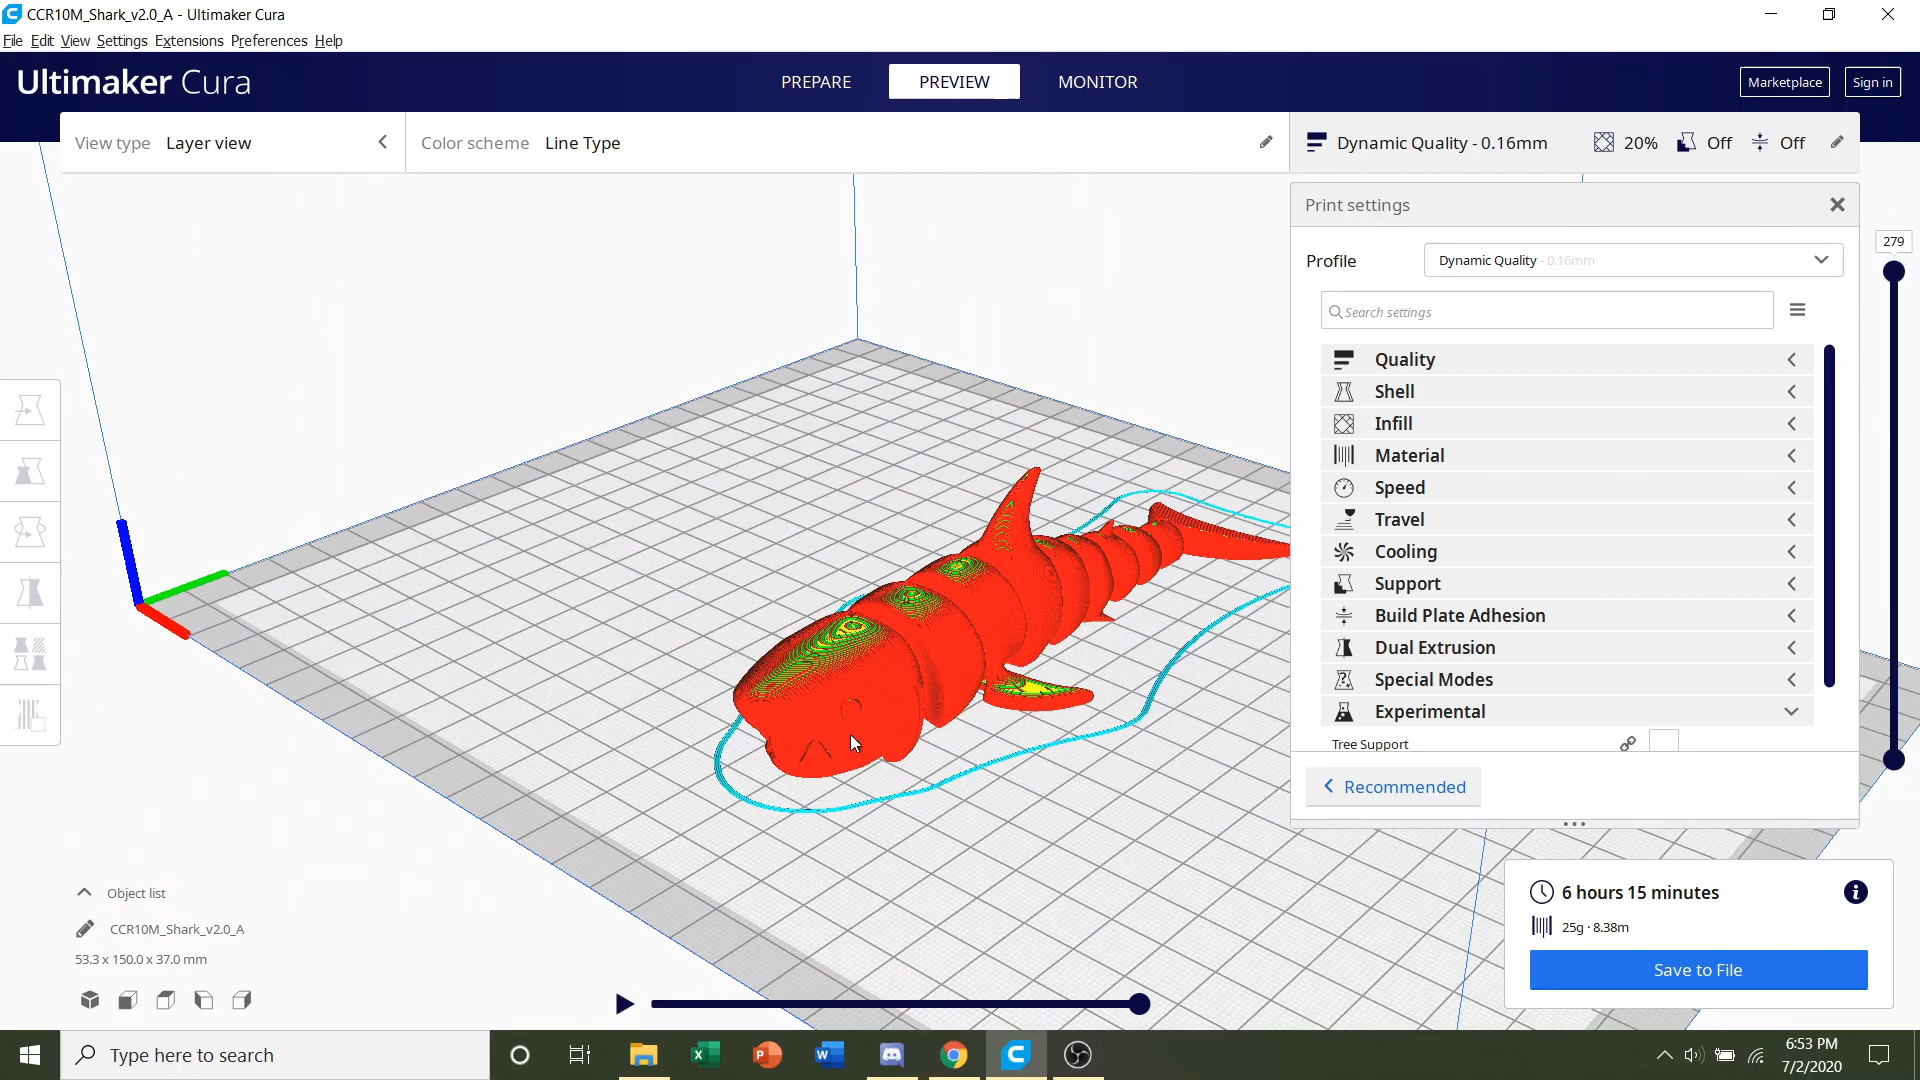 CCR10M_Shark_v2.0_A - Ultimaker Cura
File Edit View Settings Extensions Preferences Help
Ultimaker Cura
PREPARE
PREVIEW
MONITOR
Marketplace
Sign in
View type Layer view
Color scheme Line Type
Dynamic Quality - 0.16mm
20%
Off
Off
Print settings
279
Profile
Dynamic Quality - 0.16mm
Search settings
Quality
Shell
Infill
Material
Speed
Travel
Cooling
Support
Build Plate Adhesion
Dual Extrusion
Special Modes
Experimental
Tree Support
Recommended
Object list
CCR10M_Shark_v2.0_A
53.3 x 150.0 x 37.0 mm
6 hours 15 minutes
25g · 8.38m
Save to File
Type here to search
6:53 PM
7/2/2020